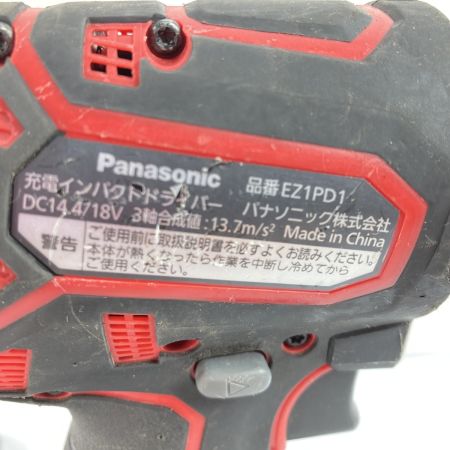 Panasonic 品番 EZ1PD1
充電インパクトドライバー パナソニック株式会社
DC14.4/18V 3軸合成値:13.7m/s² Made in China
警告 ご使用前に取扱説明書を必ずよくお読みください。
本体が熱くなったら作業を中断し冷めてから
ご使用ください。